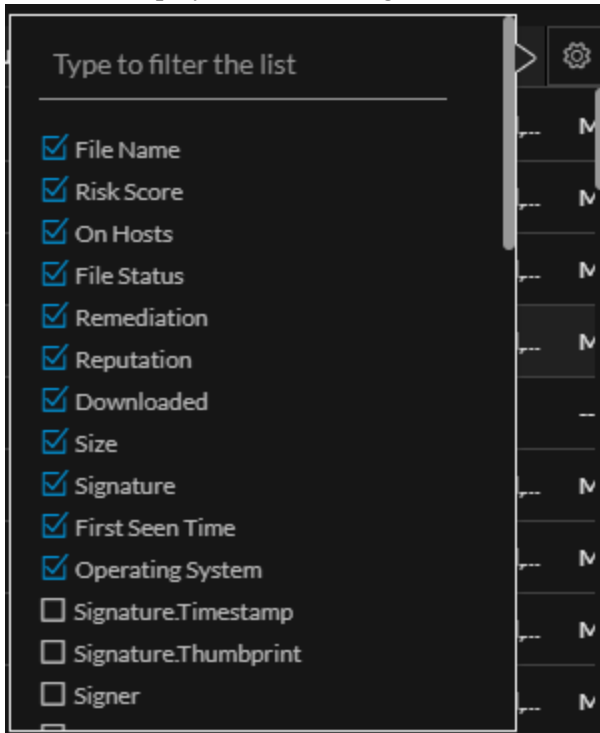 Type to filter the list
File Name
Risk Score
On Hosts
File Status
Remediation
Reputation
Downloaded
Size
Signature
First Seen Time
Operating System
Signature.Timestamp
Signature.Thumbprint
Signer